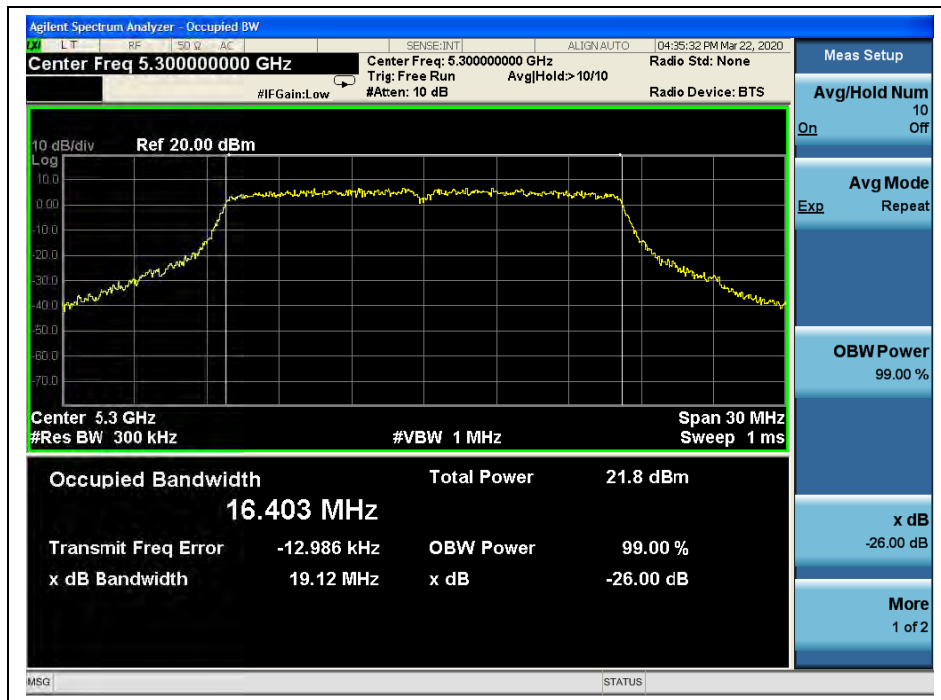 Agilent Spectrum Analyzer - Occupied BW
LXI LT RF 50 Ω AC SENSE:INT ALIGN AUTO 04:35:32 PM Mar 22, 2020
Center Freq 5.300000000 GHz Center Freq: 5.300000000 GHz Radio Std: None
Trig: Free Run Avg|Hold:>10/10
#IFGain:Low #Atten: 10 dB Radio Device: BTS
10 dB/div Ref 20.00 dBm
Log
10.0
0.00
-10.0
-20.0
-30.0
-40.0
-50.0
-60.0
-70.0
Center 5.3 GHz Span 30 MHz
#Res BW 300 kHz #VBW 1 MHz Sweep 1 ms
Occupied Bandwidth Total Power 21.8 dBm
16.403 MHz
Transmit Freq Error -12.986 kHz OBW Power 99.00 %
x dB Bandwidth 19.12 MHz x dB -26.00 dB
MSG STATUS
Meas Setup
Avg/Hold Num
10
On Off
Avg Mode
Exp Repeat
OBW Power
99.00 %
x dB
-26.00 dB
More
1 of 2